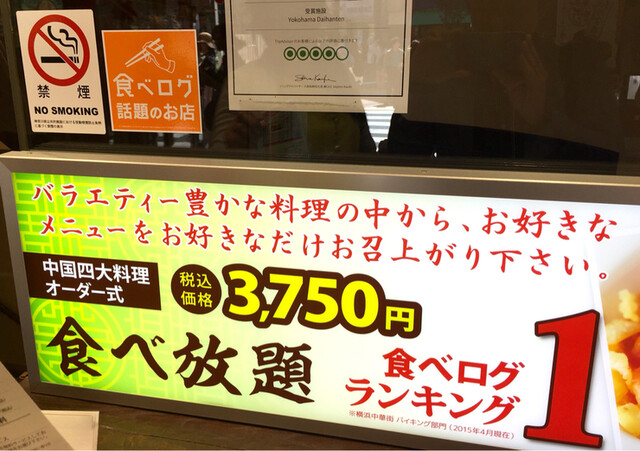 禁煙
NO SMOKING
食べログ
話題のお店
受賞施設
Yokohama Daihanten
バラエティー豊かな料理の中から、お好きな
メニューをお好きなだけお召上がり下さい。
中国四大料理
オーダー式
税込
価格
3,750円
食べ放題
食べログ
ランキング
1
※横浜中華街 バイキング部門（2015年4月現在）